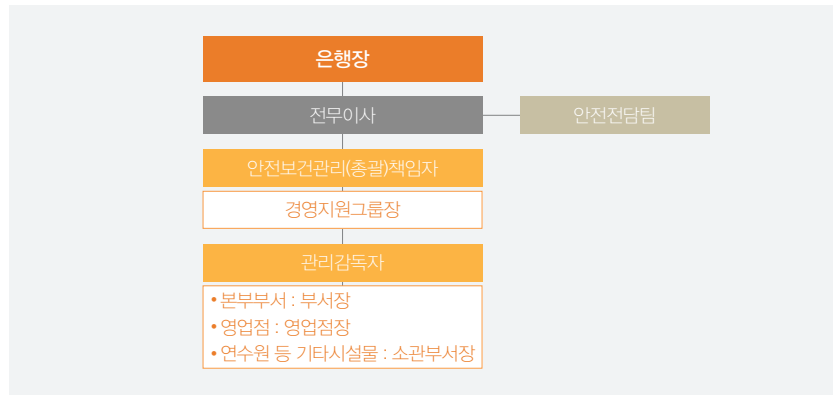 은행장
전무이사
안전전담팀
안전보건관리(총괄)책임자
경영지원그룹장
관리감독자
• 본부부서 : 부서장
• 영업점 : 영업점장
• 연수원 등 기타시설물 : 소관부서장